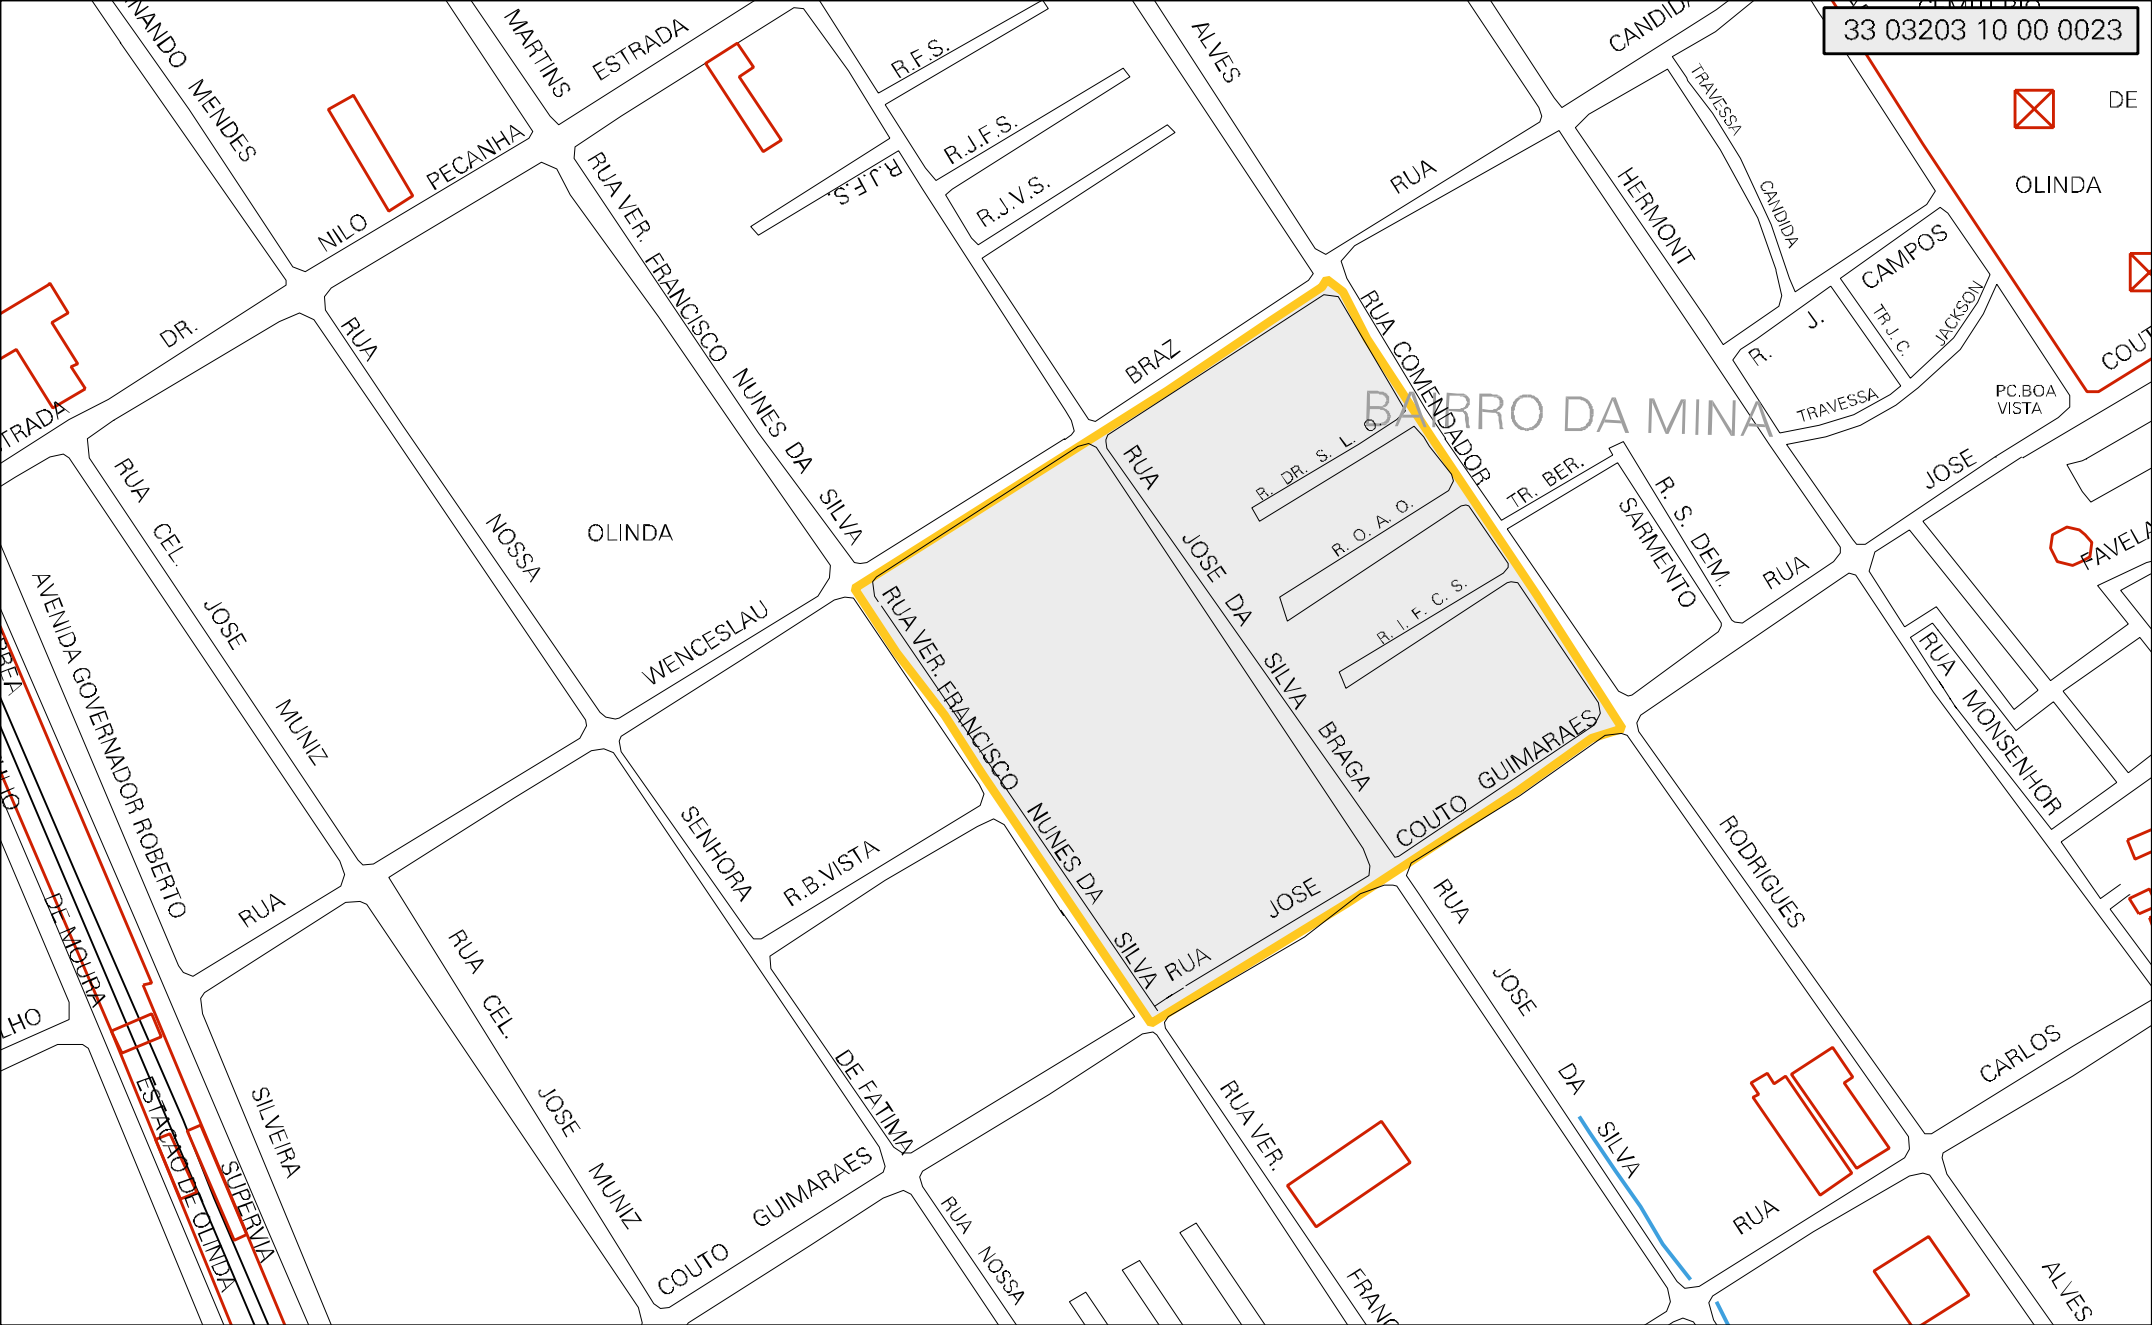 33 03203 10 00 0023
NANDO MENDES
MARTINS
ESTRADA
R.F.S.
ALVES
CANDIDA
CEMITERIO
DE
OLINDA
NILO
PECANHA
RUA VER. FRANCISCO NUNES DA SILVA
R.J.F.S.
R.J.F.S.
R.J.V.S.
RUA
HERMONT
TRAVESSA
CANDIDA
CAMPOS
R. J.
TR J. C.
JACKSON
TRAVESSA
PC.BOA
VISTA
COUT
DR.
TRADA
RUA
NOSSA
OLINDA
BRAZ
WENCESLAU
RUA COMENDADOR
BAIRRO DA MINA
RUA CEL. JOSE MUNIZ
R. DR. S. L. O.
R. O. A. O.
R. I. F. C. S.
TR. BER.
R. S. DEM.
SARMENTO
JOSE
RUA
FAVELA
RUA MONSENHOR
AVENIDA GOVERNADOR ROBERTO
SILVEIRA
RUA VER. FRANCISCO NUNES DA SILVA
RUA JOSE DA SILVA BRAGA
RUA
JOSE
COUTO GUIMARAES
SENHORA
R.B.VISTA
RUA
DE FATIMA
RUA CEL. JOSE MUNIZ
COUTO
GUIMARAES
RUA NOSSA
RUA VER.
FRANC
RUA JOSE DA SILVA
RODRIGUES
CARLOS
RUA
ALVES
LHO
DE MOURA
ESTACAO DE OLINDA
SUPERVIA